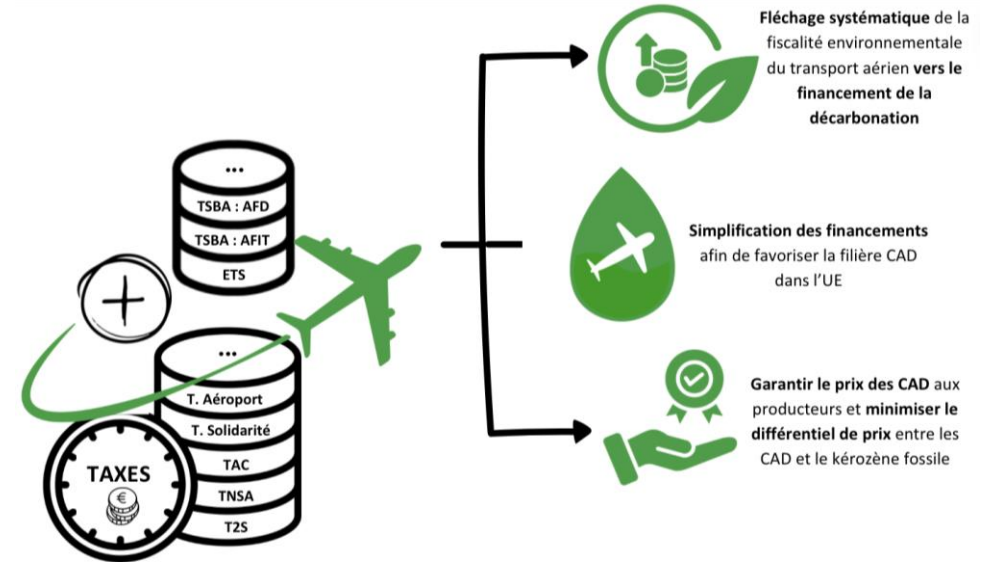 ...
TSBA : AFD
TSBA : AFIT
ETS
...
T. Aéroport
T. Solidarité
TAC
TNSA
T2S
TAXES
€
Fléchage systématique de la
fiscalité environnementale
du transport aérien vers le
financement de la
décarbonation
Simplification des financements
afin de favoriser la filière CAD
dans l’UE
Garantir le prix des CAD aux
producteurs et minimiser le
différentiel de prix entre les
CAD et le kérozène fossile